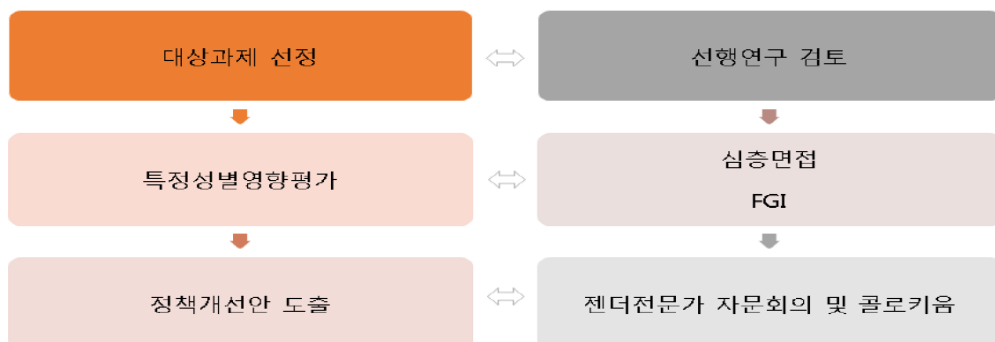 대상과제 선정
선행연구 검토
특정성별영향평가
심층면접
FGI
정책개선안 도출
젠더전문가 자문회의 및 콜로키움